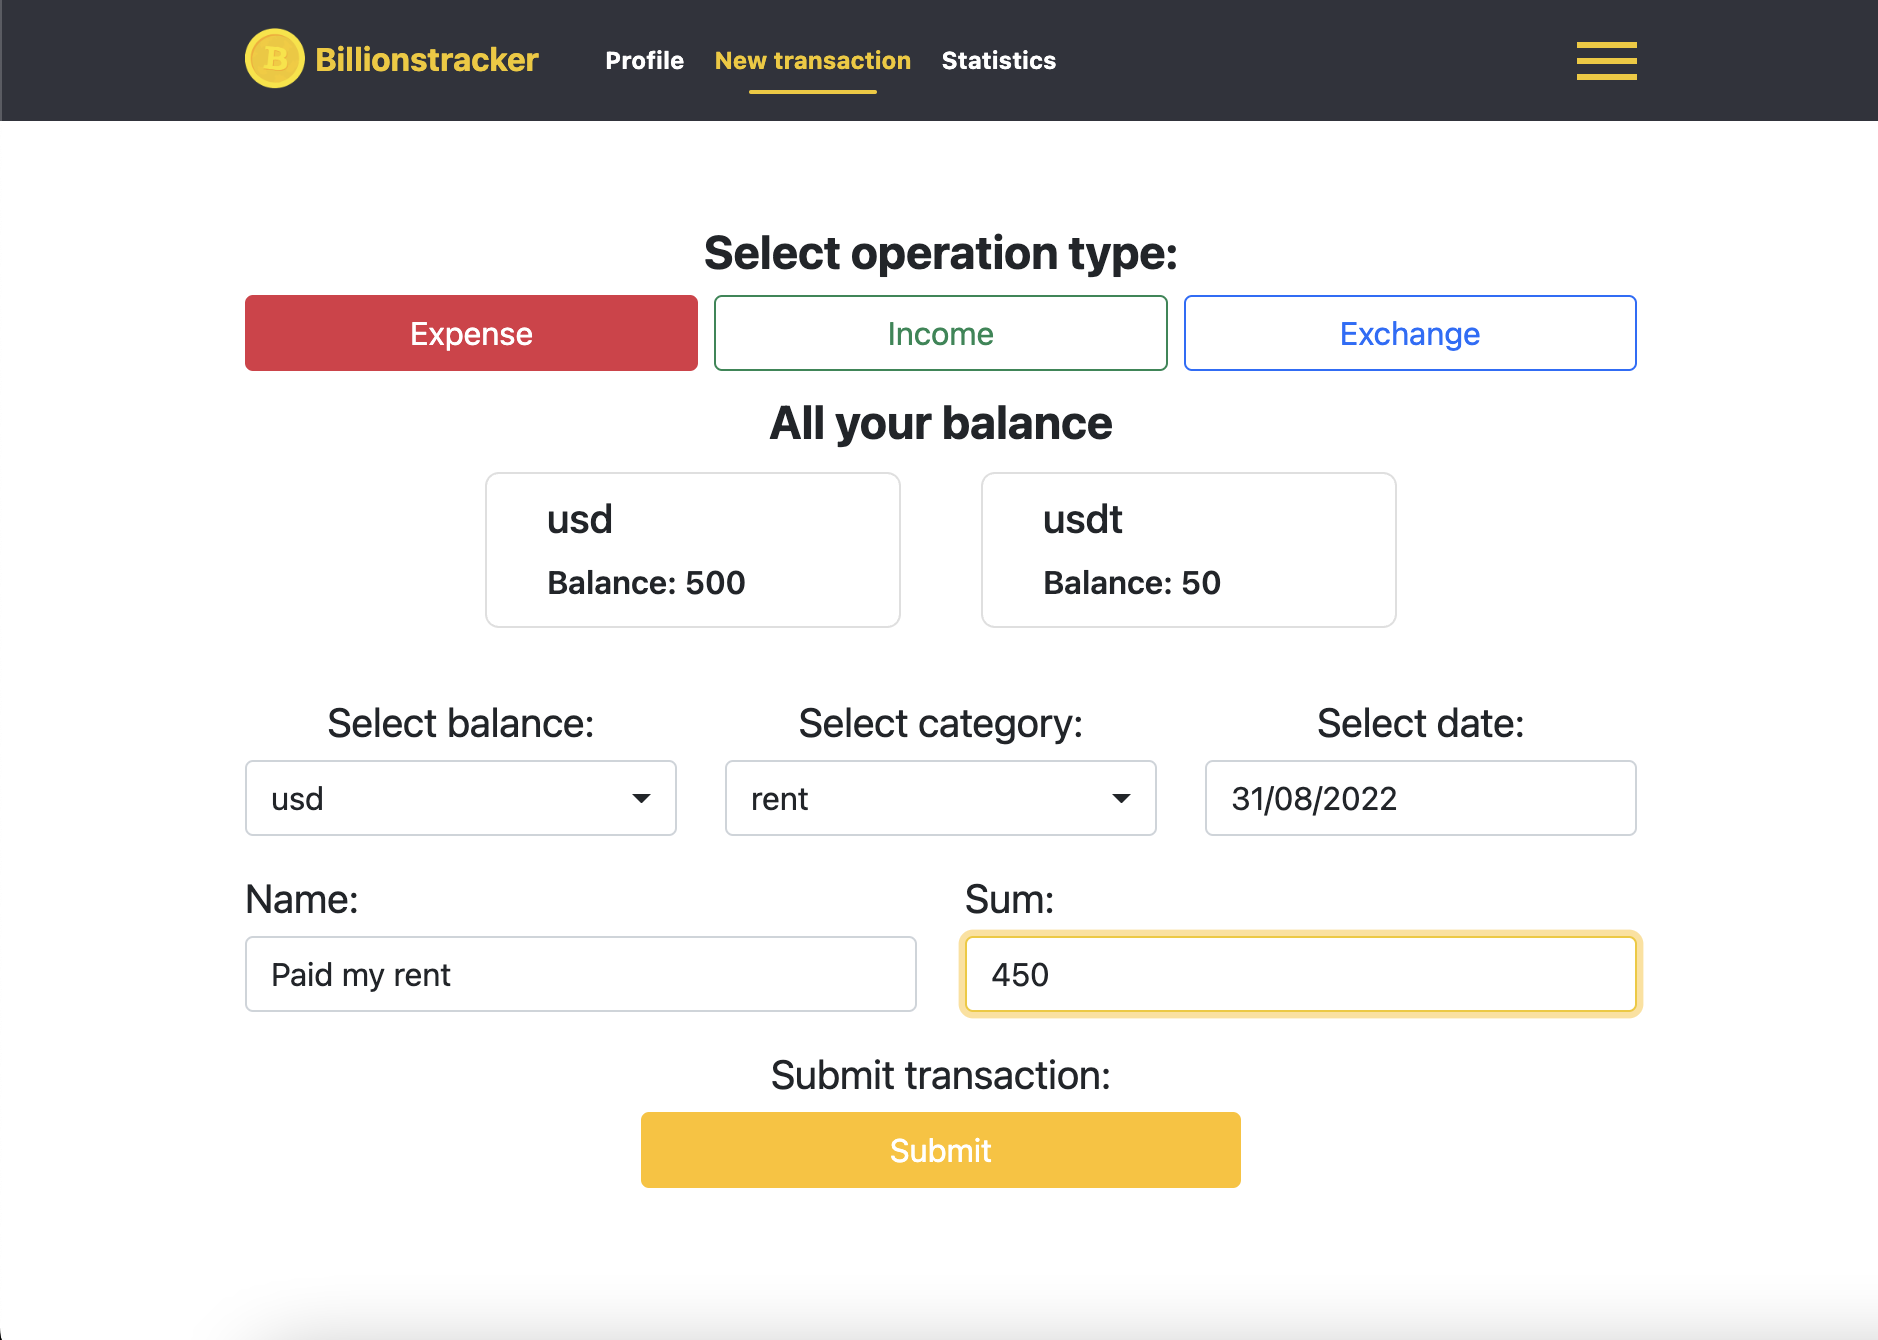 B Billionstracker Profile New transaction Statistics
Select operation type:
Expense Income Exchange
All your balance
usd usdt
Balance: 500 Balance: 50
Select balance: Select category: Select date:
usd rent 31/08/2022
Name: Sum:
Paid my rent 450
Submit transaction:
Submit